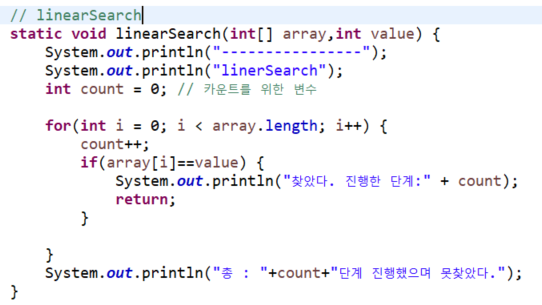 // linearSearch
static void linearSearch(int[] array,int value) {
    System.out.println("----------------");
    System.out.println("linerSearch");
    int count = 0; // 카운트를 위한 변수
    for(int i = 0; i < array.length; i++) {
        count++;
        if(array[i]==value) {
            System.out.println("찾았다. 진행한 단계:" + count);
            return;
        }
    }
    System.out.println("총 : "+count+"단계 진행했으며 못찾았다.");
}